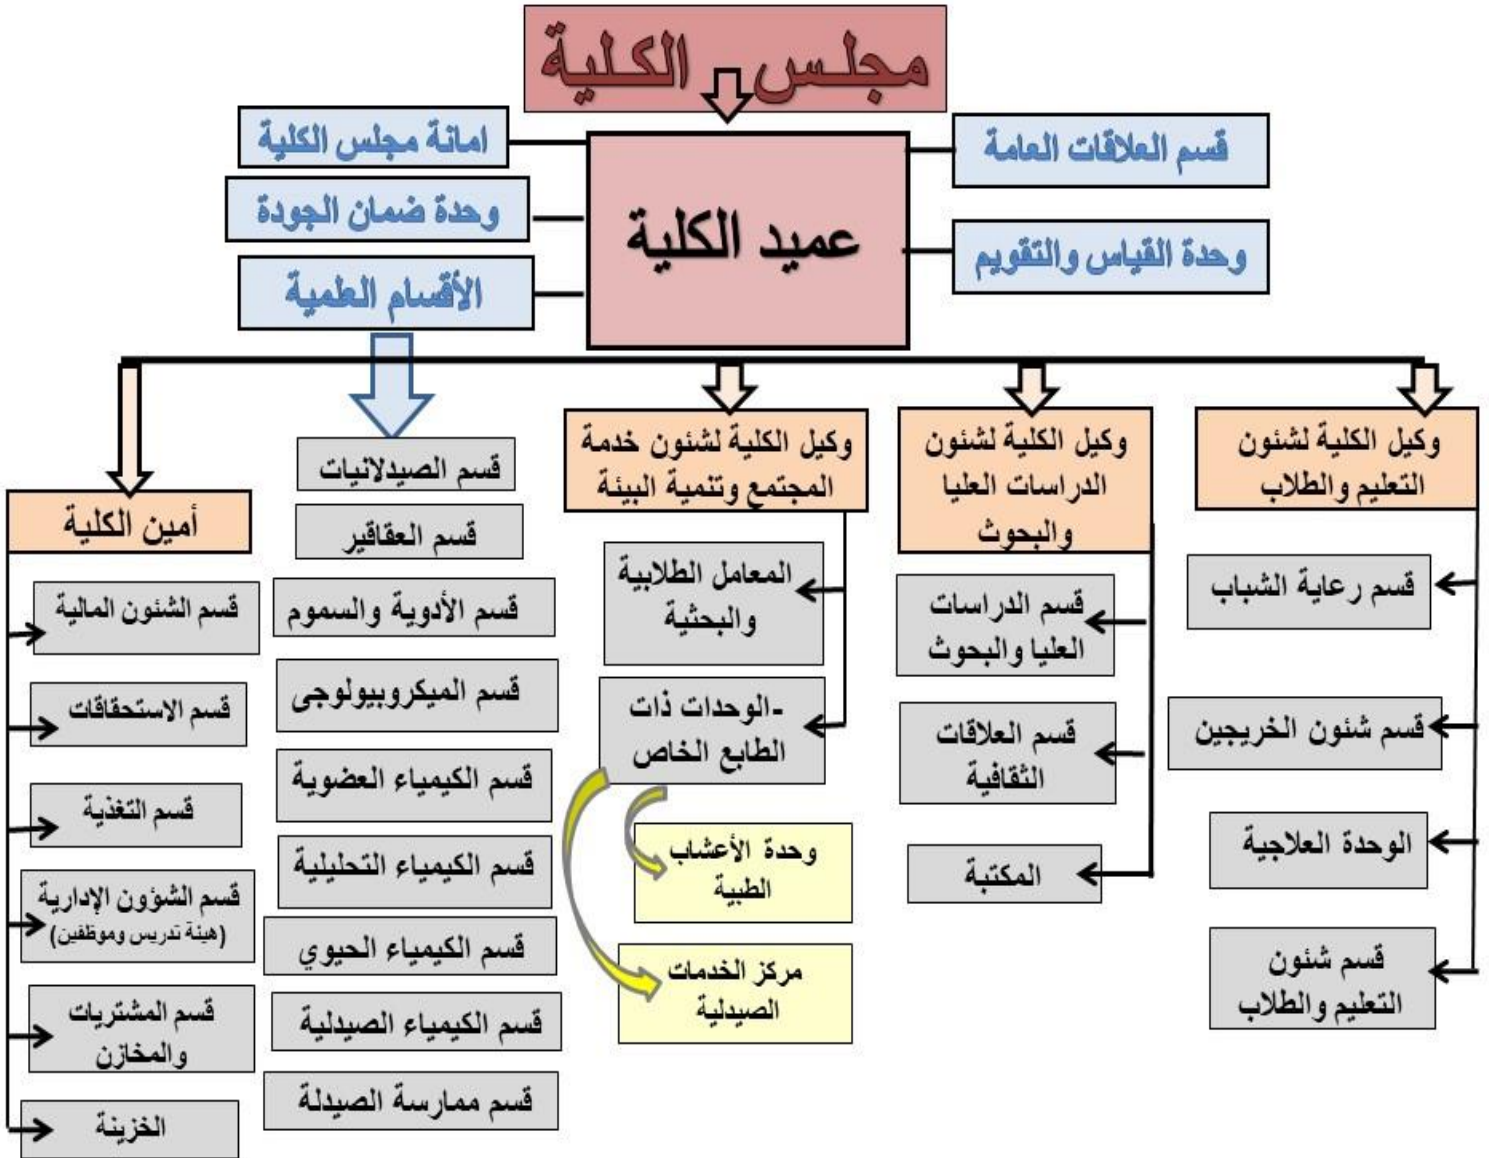 مجلس الكلية
عميد الكلية
قسم العلاقات العامة
وحدة القياس والتقويم
امانة مجلس الكلية
وحدة ضمان الجودة
الأقسام العلمية
وكيل الكلية لشئون
التعليم والطلاب
قسم رعاية الشباب
قسم شئون الخريجين
الوحدة العلاجية
قسم شئون
التعليم والطلاب
وكيل الكلية لشئون
الدراسات العليا
والبحوث
قسم الدراسات
العليا والبحوث
قسم العلاقات
الثقافية
المكتبة
وكيل الكلية لشئون خدمة
المجتمع وتنمية البيئة
المعامل الطلابية
والبحثية
-الوحدات ذات
الطابع الخاص
وحدة الأعشاب
الطبية
مركز الخدمات
الصيدلية
قسم الصيدلانيات
قسم العقاقير
قسم الأدوية والسموم
قسم الميكروبيولوجى
قسم الكيمياء العضوية
قسم الكيمياء التحليلية
قسم الكيمياء الحيوي
قسم الكيمياء الصيدلية
قسم ممارسة الصيدلة
أمين الكلية
قسم الشئون المالية
قسم الاستحقاقات
قسم التغذية
قسم الشؤون الإدارية
(هيئة تدريس وموظفين)
قسم المشتريات
والمخازن
الخزينة